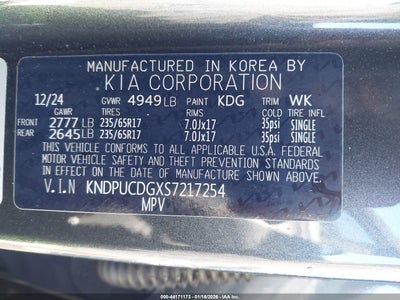 MANUFACTURED IN KOREA BY
KIA CORPORATION
12/24 GVWR 4949 LB PAINT KDG TRIM WK
GAWR TIRES RIMS COLD TIRE INFL
FRONT 2777 LB 235/65R17 7.0Jx17 35psi SINGLE
REAR 2645 LB 235/65R17 7.0Jx17 35psi SINGLE
THIS VEHICLE CONFORMS TO ALL APPLICABLE U.S.A. FEDERAL
MOTOR VEHICLE SAFETY AND THEFT PREVENTION STANDARDS
IN EFFECT ON THE DATE OF MANUFACTURE SHOWN ABOVE.
V.I.N KNDPUCDGXS7217254
MPV
000-44171173 - 01/16/2026 - IAAI.COM